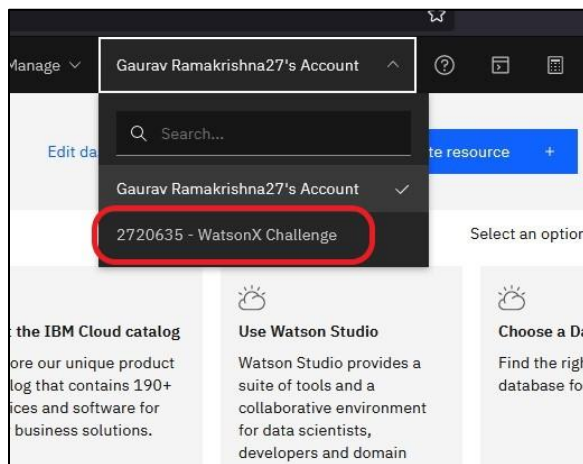 Manage
Gaurav Ramakrishna27's Account
Search...
Edit da
te resource +
Gaurav Ramakrishna27's Account
2720635 - WatsonX Challenge
Select an option
the IBM Cloud catalog
ore our unique product
log that contains 190+
ices and software for
business solutions.
Use Watson Studio
Watson Studio provides a
suite of tools and a
collaborative environment
for data scientists,
developers and domain
Choose a Da
Find the righ
database fo